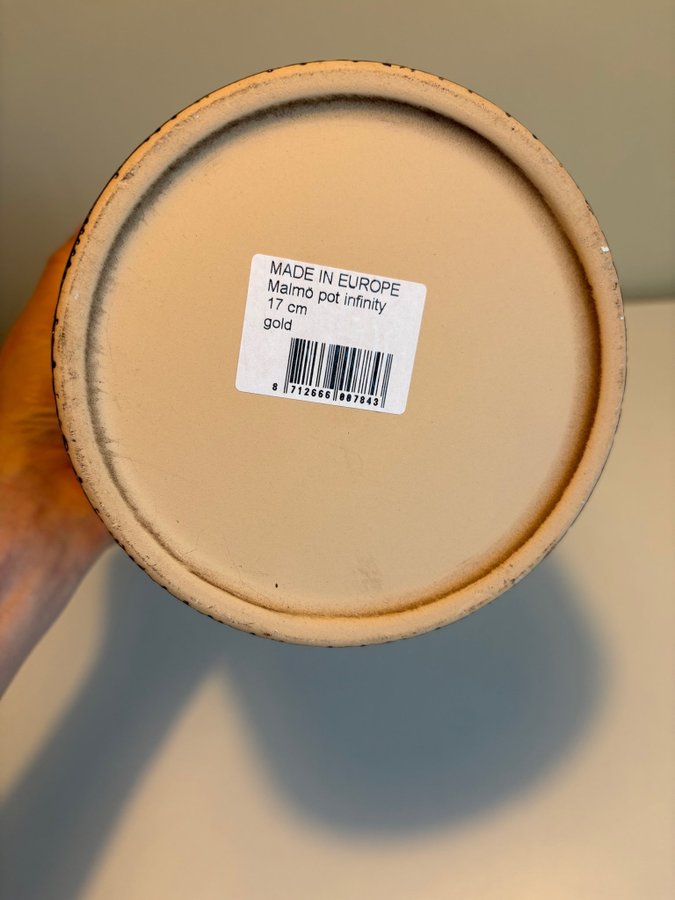 MADE IN EUROPE
Malmö pot infinity
17 cm
gold
8 712666 007843